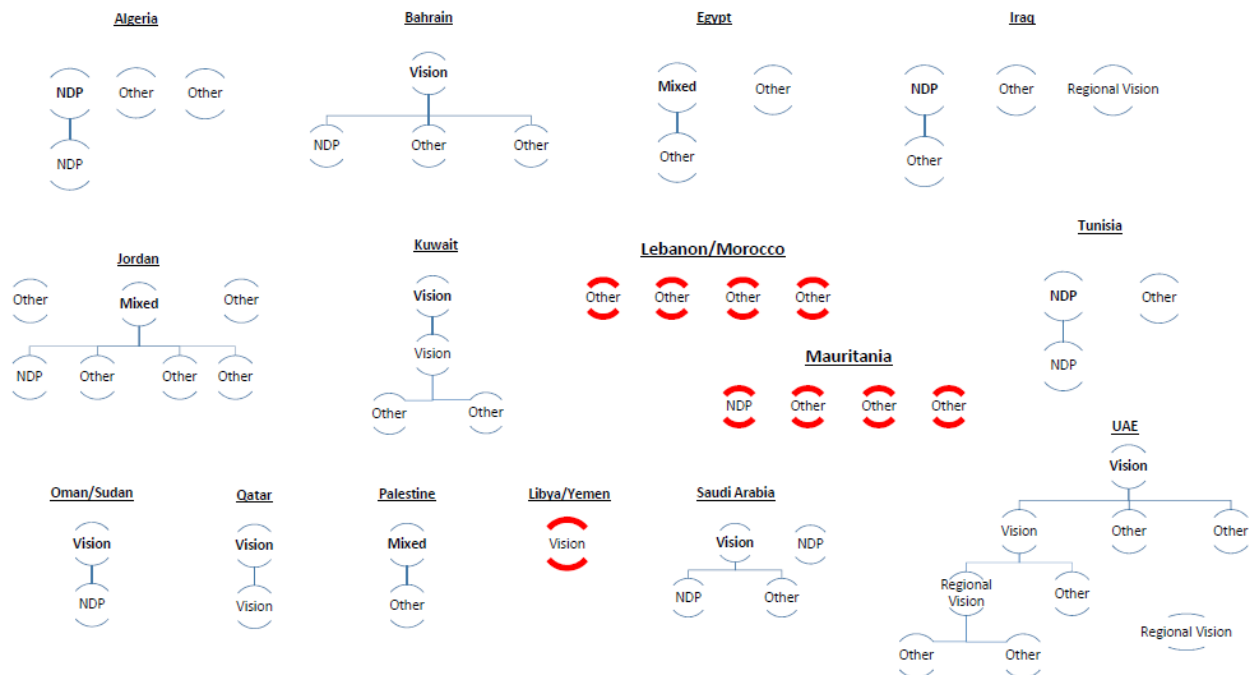 Algeria
NDP
Other
Other
NDP
Bahrain
Vision
NDP
Other
Other
Egypt
Mixed
Other
Other
Iraq
NDP
Other
Regional Vision
Other
Jordan
Other
Mixed
Other
NDP
Other
Other
Other
Kuwait
Vision
Vision
Other
Other
Lebanon/Morocco
Other
Other
Other
Other
Mauritania
NDP
Other
Other
Other
Tunisia
NDP
Other
NDP
Oman/Sudan
Vision
NDP
Qatar
Vision
Vision
Palestine
Mixed
Other
Libya/Yemen
Vision
Saudi Arabia
Vision
NDP
NDP
Other
UAE
Vision
Vision
Other
Other
Regional
Vision
Other
Other
Other
Regional Vision